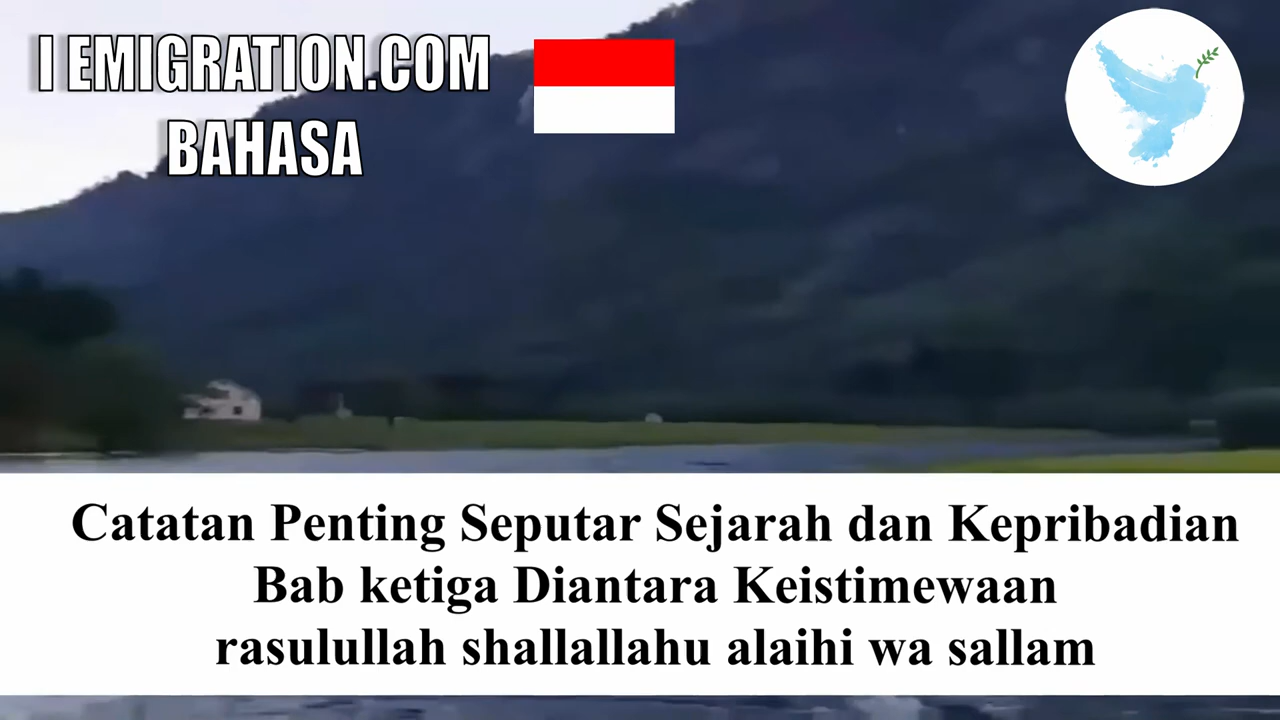 I EMIGRATION.COM
BAHASA
Catatan Penting Seputar Sejarah dan Kepribadian
Bab ketiga Diantara Keistimewaan
rasulullah shallallahu alaihi wa sallam